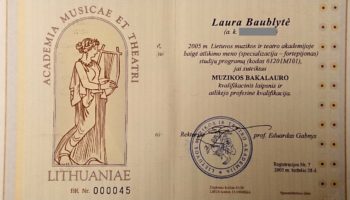 ACADEMIA MUSICAE ET THEATRI
LITHUANIAE
BK Nr. 000045
Laura Baublytė
(a. k.
2005 m. Lietuvos muzikos ir teatro akademijoje
baigė atlikimo meno (specializacija – fortepijonas)
studijų programą (kodas 61201M101),
jai suteiktas
MUZIKOS BAKALAURO
kvalifikacinis laipsnis ir
atlikėjo profesinė kvalifikacija.
Rektorius
prof. Eduardas Gabnys
Registracijos Nr. 7